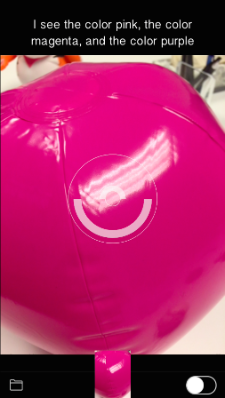 I see the color pink, the color
magenta, and the color purple